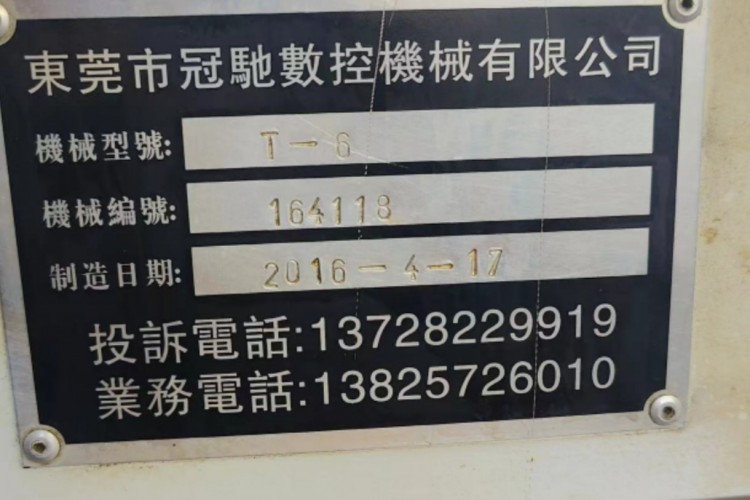 東莞市冠馳數控機械有限公司
機械型號: T-6
機械編號: 164118
制造日期: 2016-4-17
投訴電話:13728229919
業務電話:13825726010